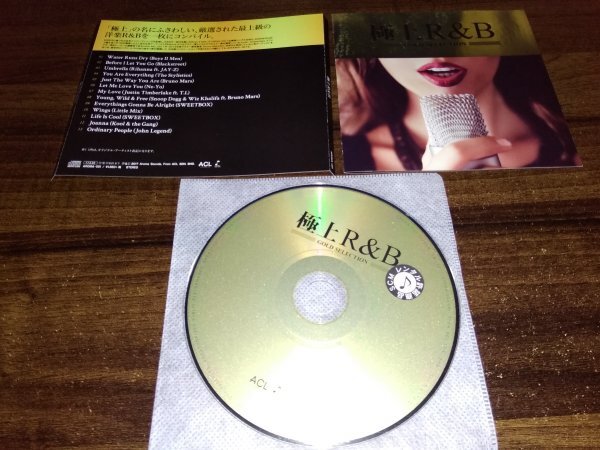 「極上」の名にふさわしい、厳選された最上級の
洋楽R&Bを一枚にコンパイル。
Water Runs Dry (Boyz II Men)
Before I Let You Go (Blackstreet)
Umbrella (Rihanna ft. JAY-Z)
You Are Everything (The Stylistics)
Just The Way You Are (Bruno Mars)
Let Me Love You (Ne-Yo)
My Love (Justin Timberlake ft. T.I.)
Young, Wild & Free (Snoop Dogg & Wiz Khalifa ft. Bruno Mars)
Everythings Gonna Be Alright (SWEETBOX)
Wings (Little Mix)
Life Is Cool (SWEETBOX)
Joanna (Kool & the Gang)
Ordinary People (John Legend)
ACL
極上R&B
SELECTION
極上R&B
GOLD SELECTION
ACL